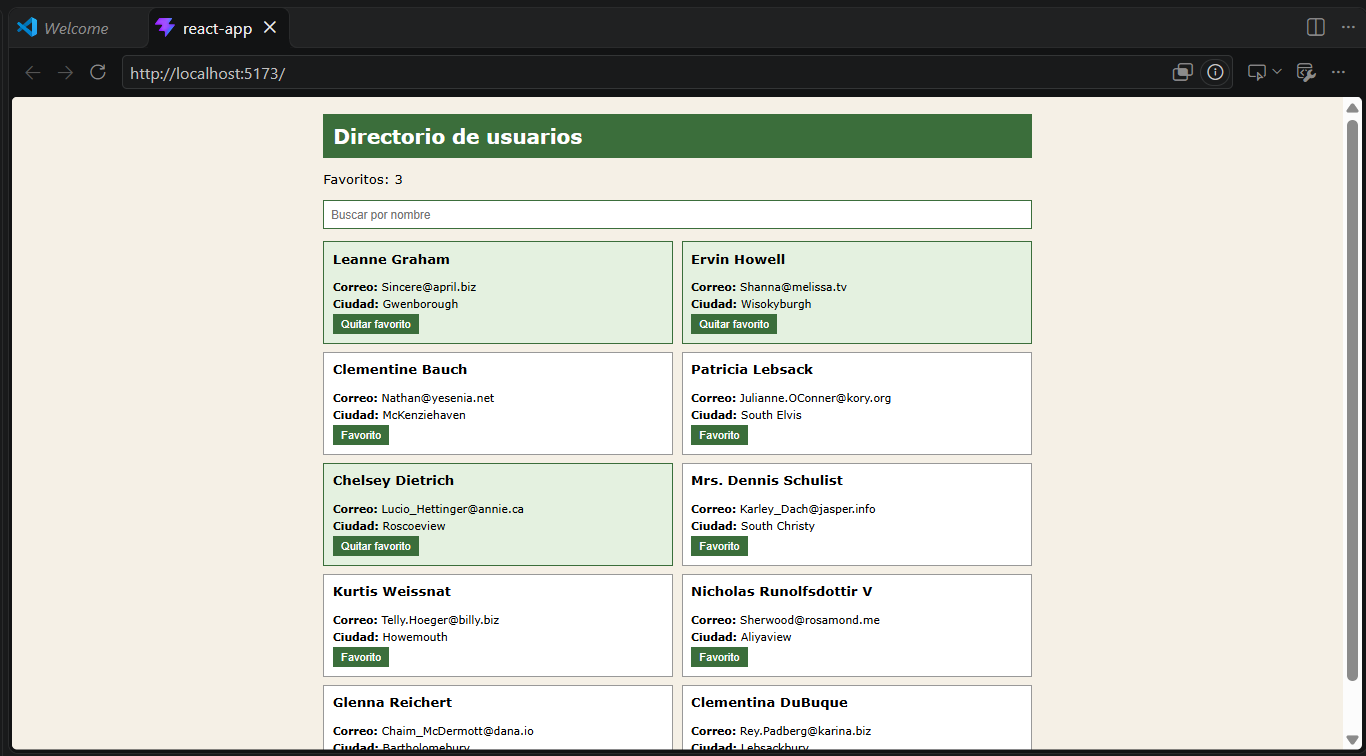 Welcome
react-app
http://localhost:5173/
Directorio de usuarios
Favoritos: 3
Buscar por nombre
Leanne Graham
Correo: Sincere@april.biz
Ciudad: Gwenborough
Quitar favorito
Ervin Howell
Correo: Shanna@melissa.tv
Ciudad: Wisokyburgh
Quitar favorito
Clementine Bauch
Correo: Nathan@yesenia.net
Ciudad: McKenziehaven
Favorito
Patricia Lebsack
Correo: Julianne.OConner@kory.org
Ciudad: South Elvis
Favorito
Chelsey Dietrich
Correo: Lucio_Hettinger@annie.ca
Ciudad: Roscoeview
Quitar favorito
Mrs. Dennis Schulist
Correo: Karley_Dach@jasper.info
Ciudad: South Christy
Favorito
Kurtis Weissnat
Correo: Telly.Hoeger@billy.biz
Ciudad: Howemouth
Favorito
Nicholas Runolfsdottir V
Correo: Sherwood@rosamond.me
Ciudad: Aliyaview
Favorito
Glenna Reichert
Correo: Chaim_McDermott@dana.io
Ciudad: Bartholomebury
Clementina DuBuque
Correo: Rey.Padberg@karina.biz
Ciudad: Lebsackbury